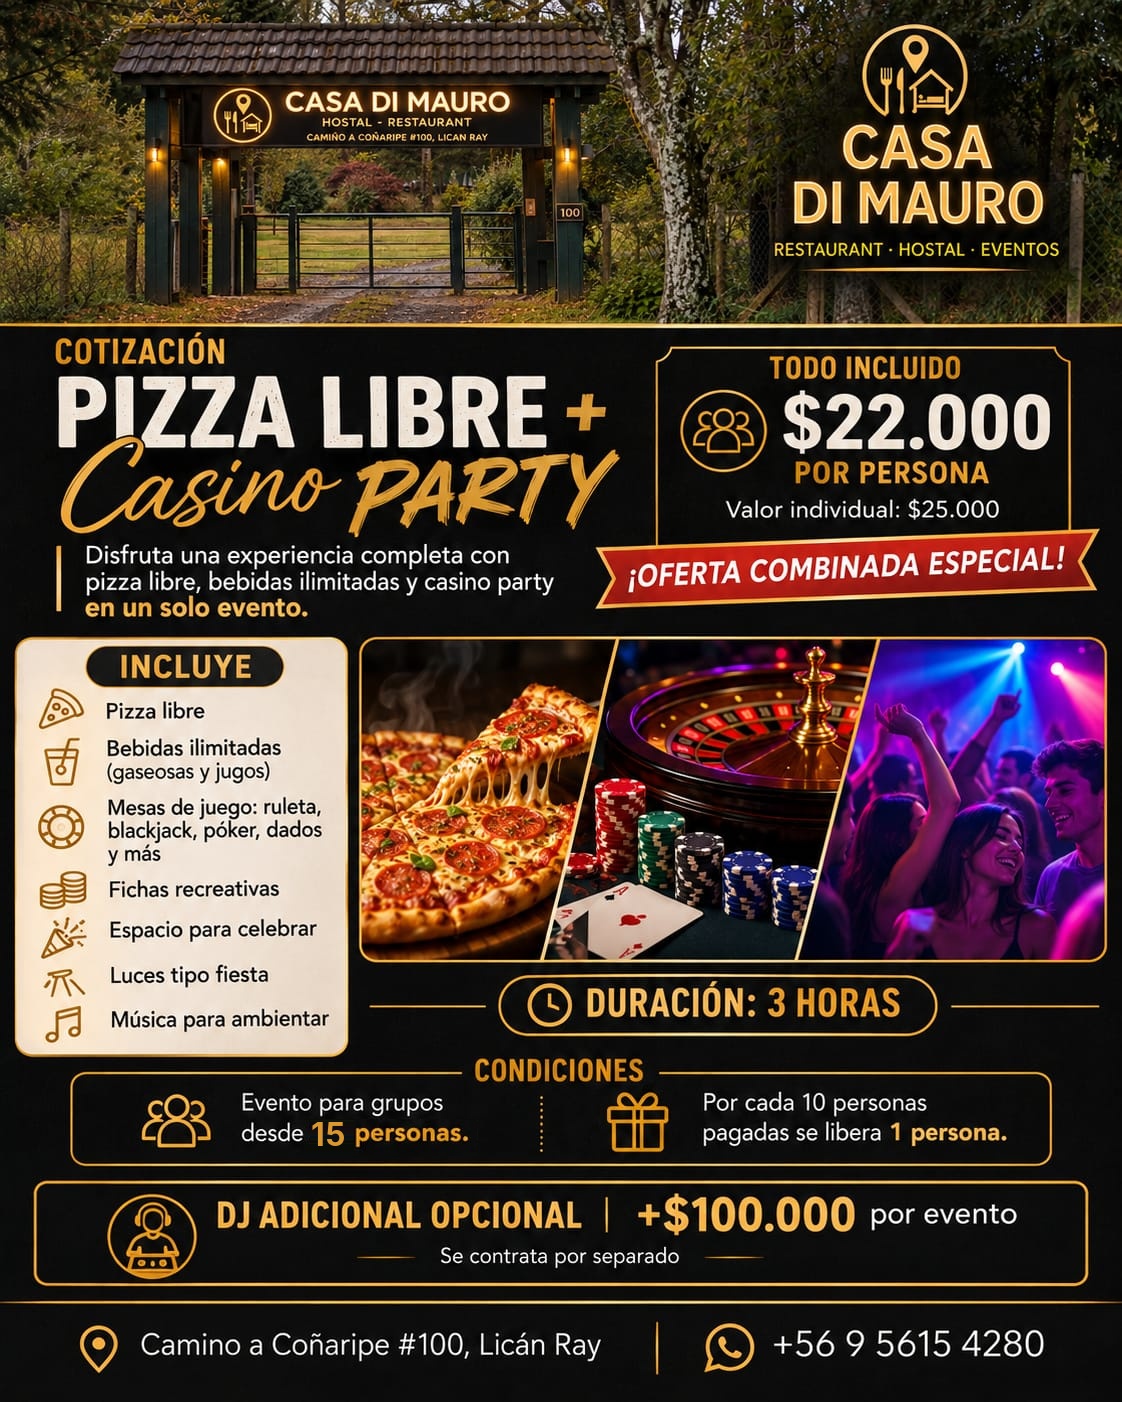 CASA DI MAURO
HOSTAL - RESTAURANT
CAMIÑO A COÑARIPE #100, LICAN RAY
100
CASA
DI MAURO
RESTAURANT · HOSTAL · EVENTOS
COTIZACIÓN
PIZZA LIBRE +
Casino PARTY
Disfruta una experiencia completa con
pizza libre, bebidas ilimitadas y casino party
en un solo evento.
TODO INCLUIDO
$22.000
POR PERSONA
Valor individual: $25.000
¡OFERTA COMBINADA ESPECIAL!
INCLUYE
Pizza libre
Bebidas ilimitadas
(gaseosas y jugos)
Mesas de juego: ruleta,
blackjack, póker, dados
y más
Fichas recreativas
Espacio para celebrar
Luces tipo fiesta
Música para ambientar
A
A
DURACIÓN: 3 HORAS
CONDICIONES
Evento para grupos
desde 15 personas.
Por cada 10 personas
pagadas se libera 1 persona.
DJ ADICIONAL OPCIONAL | +$100.000 por evento
Se contrata por separado
Camino a Coñaripe #100, Licán Ray
+56 9 5615 4280